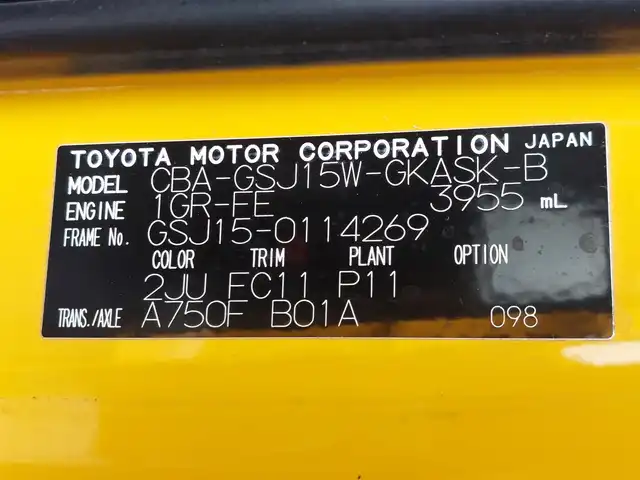 TOYOTA MOTOR CORPORATION JAPAN
MODEL CBA-GSJ15W-GKASK-B
ENGINE 1GR-FE 3955 mL
FRAME No. GSJ15-0114269
COLOR TRIM PLANT OPTION
2JU FC11 P11
TRANS./AXLE A750F B01A 098